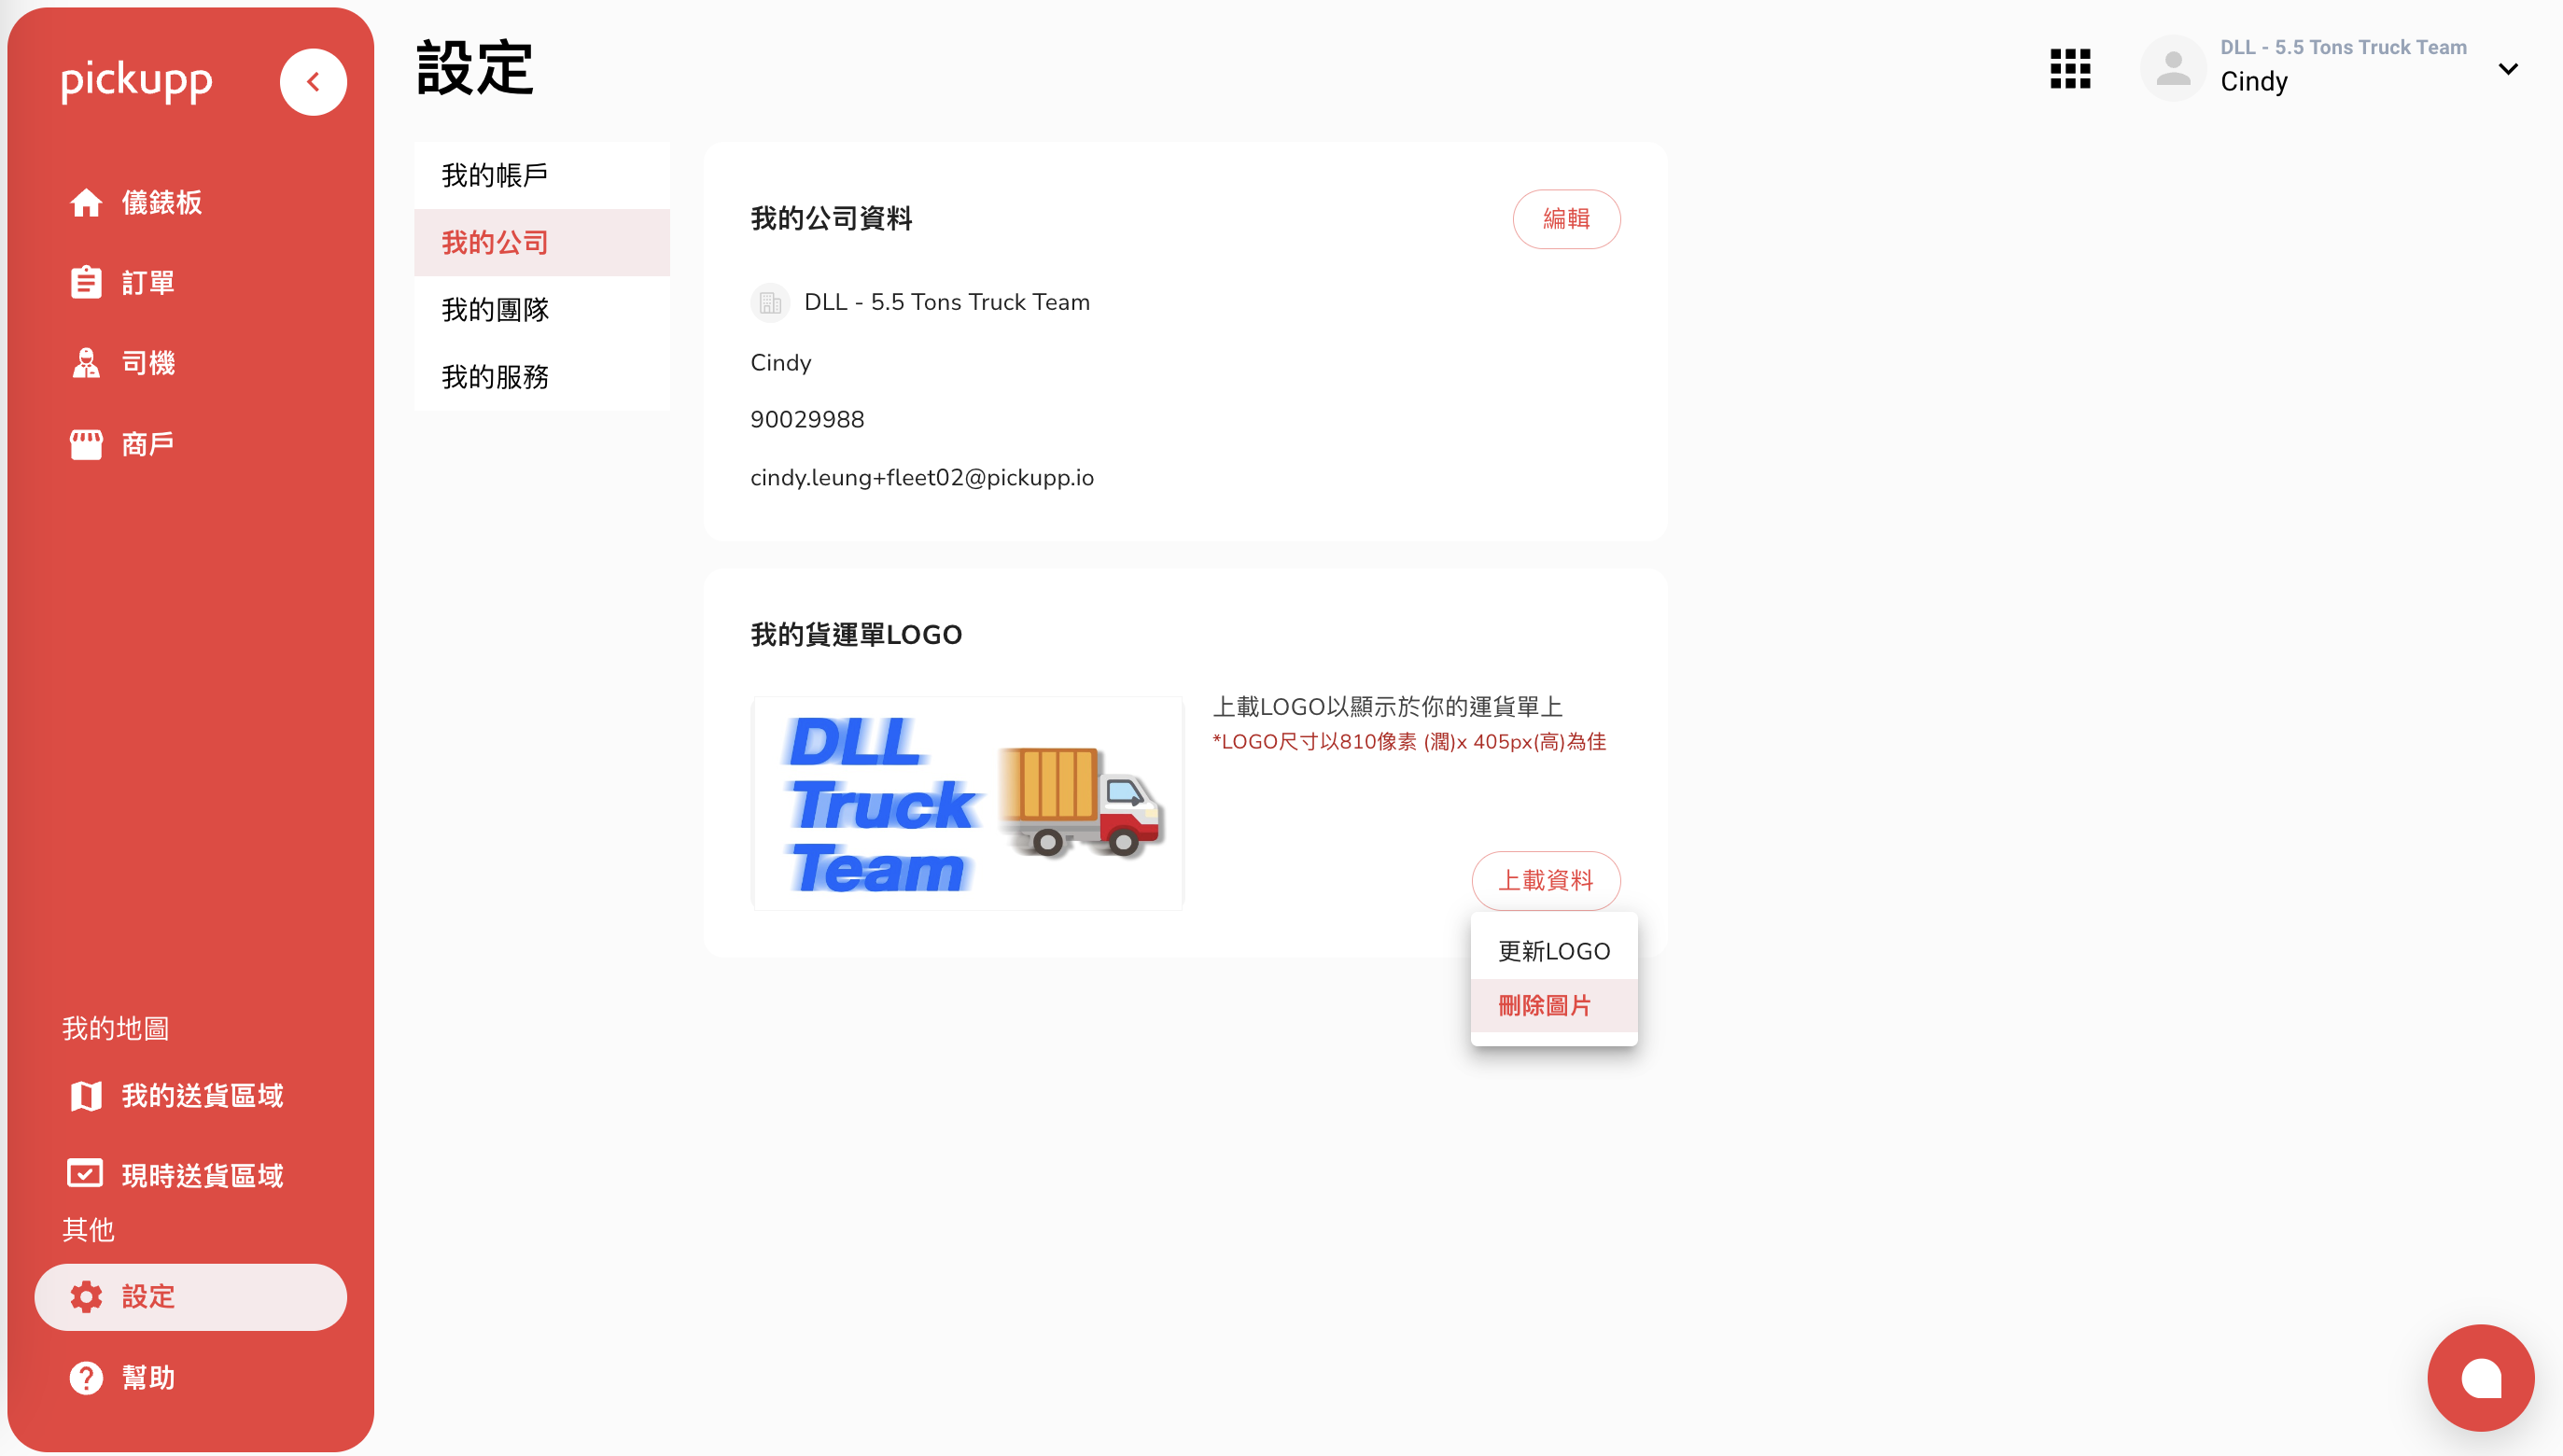 pickupp
儀錶板
訂單
司機
商戶
我的地圖
我的送貨區域
現時送貨區域
其他
設定
幫助
設定
DLL - 5.5 Tons Truck Team
Cindy
我的帳戶
我的公司
我的團隊
我的服務
我的公司資料
編輯
DLL - 5.5 Tons Truck Team
Cindy
90029988
cindy.leung+fleet02@pickupp.io
我的貨運單LOGO
DLL
Truck
Team
上載LOGO以顯示於你的運貨單上
*LOGO尺寸以810像素 (濶)x 405px(高)為佳
上載資料
更新LOGO
刪除圖片